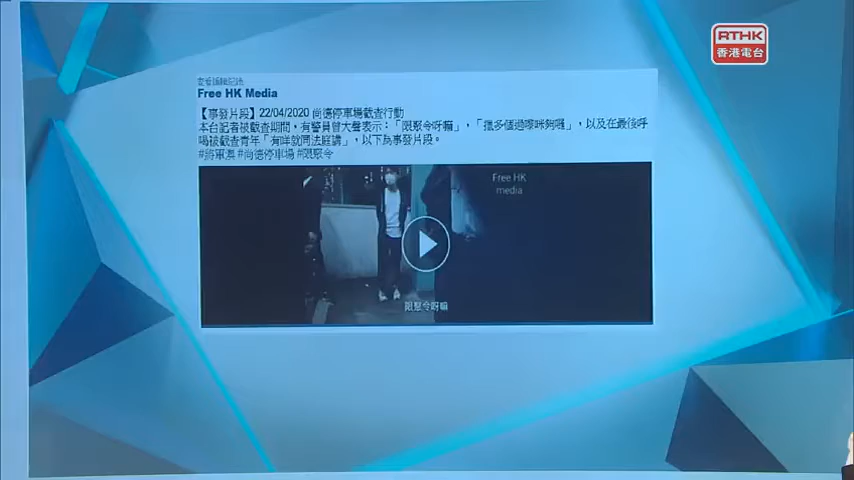 RTHK
香港電台
Free HK Media
【事發片段】22/04/2020 尚德停車場截查行動
本台記者被截查期間，有警員曾大聲表示：「限聚令呀嘛」，「搵多個過嚟咪夠囉」，以及在最後呼
喝被截查青年「有咩就同法庭講」，以下為事發片段。
#將軍澳 #尚德停車場 #限聚令
Free HK
media
限聚令呀嘛